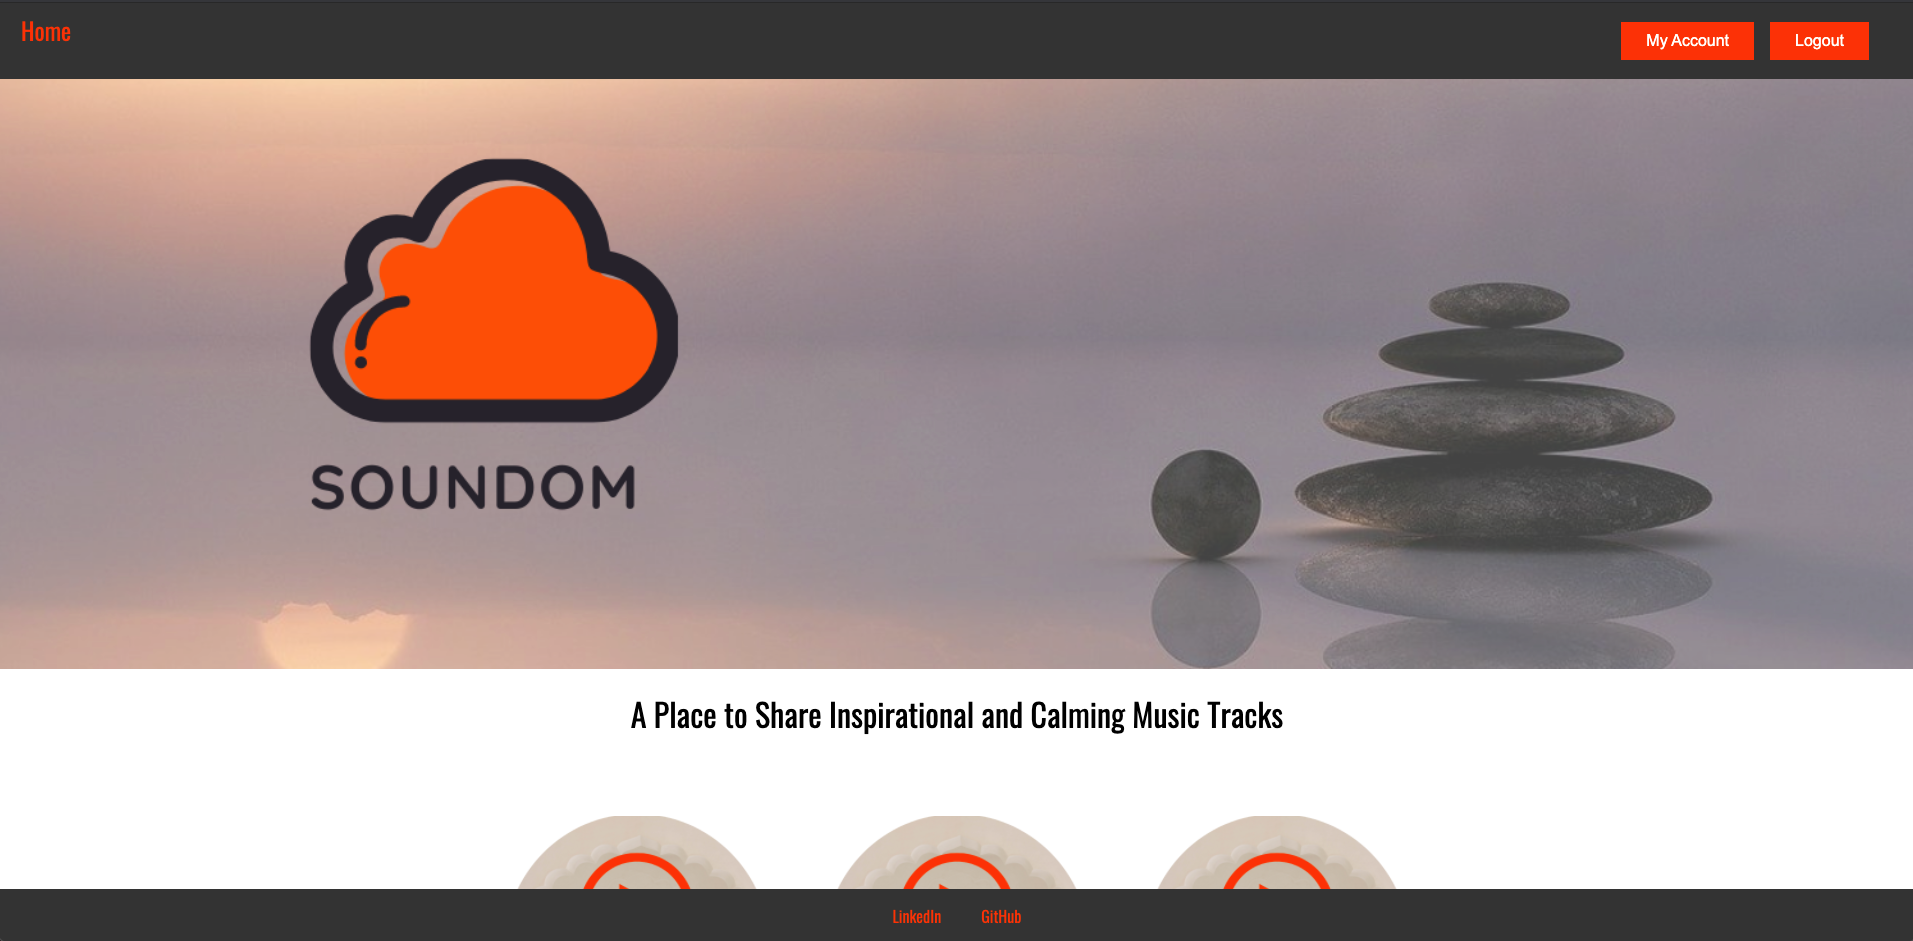 Home
My Account
Logout
SOUNDOM
A Place to Share Inspirational and Calming Music Tracks
LinkedIn
GitHub